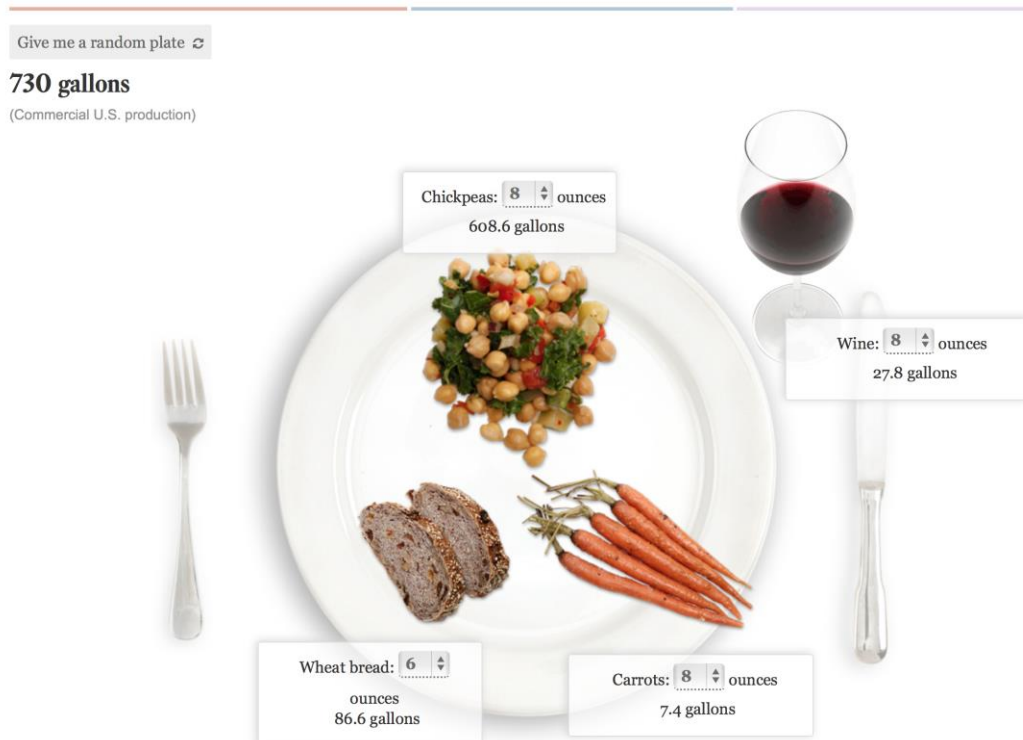 Give me a random plate
730 gallons
(Commercial U.S. production)
Chickpeas: 8 ounces
608.6 gallons
Wine: 8 ounces
27.8 gallons
Wheat bread: 6
ounces
86.6 gallons
Carrots: 8 ounces
7.4 gallons